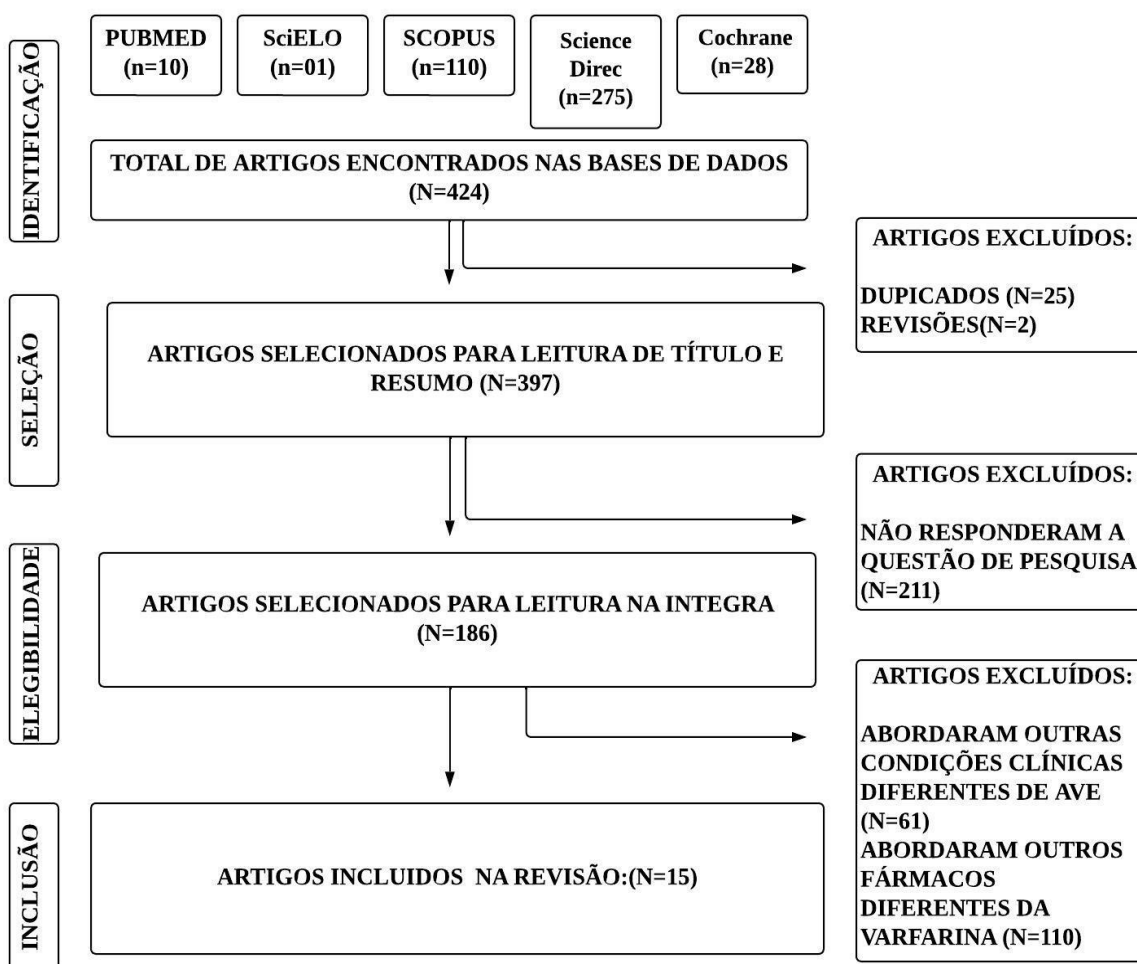 IDENTIFICAÇÃO
PUBMED
(n=10)
SciELO
(n=01)
SCOPUS
(n=110)
Science
Direc
(n=275)
Cochrane
(n=28)
TOTAL DE ARTIGOS ENCONTRADOS NAS BASES DE DADOS
(N=424)
ARTIGOS EXCLUÍDOS:
DUPICADOS (N=25)
REVISÕES(N=2)
SELEÇÃO
ARTIGOS SELECIONADOS PARA LEITURA DE TÍTULO E
RESUMO (N=397)
ARTIGOS EXCLUÍDOS:
NÃO RESPONDERAM A
QUESTÃO DE PESQUISA
(N=211)
ELEGIBILIDADE
ARTIGOS SELECIONADOS PARA LEITURA NA INTEGRA
(N=186)
ARTIGOS EXCLUÍDOS:
ABORDARAM OUTRAS
CONDIÇÕES CLÍNICAS
DIFERENTES DE AVE
(N=61)
ABORDARAM OUTROS
FÁRMACOS
DIFERENTES DA
VARFARINA (N=110)
INCLUSÃO
ARTIGOS INCLUIDOS NA REVISÃO:(N=15)